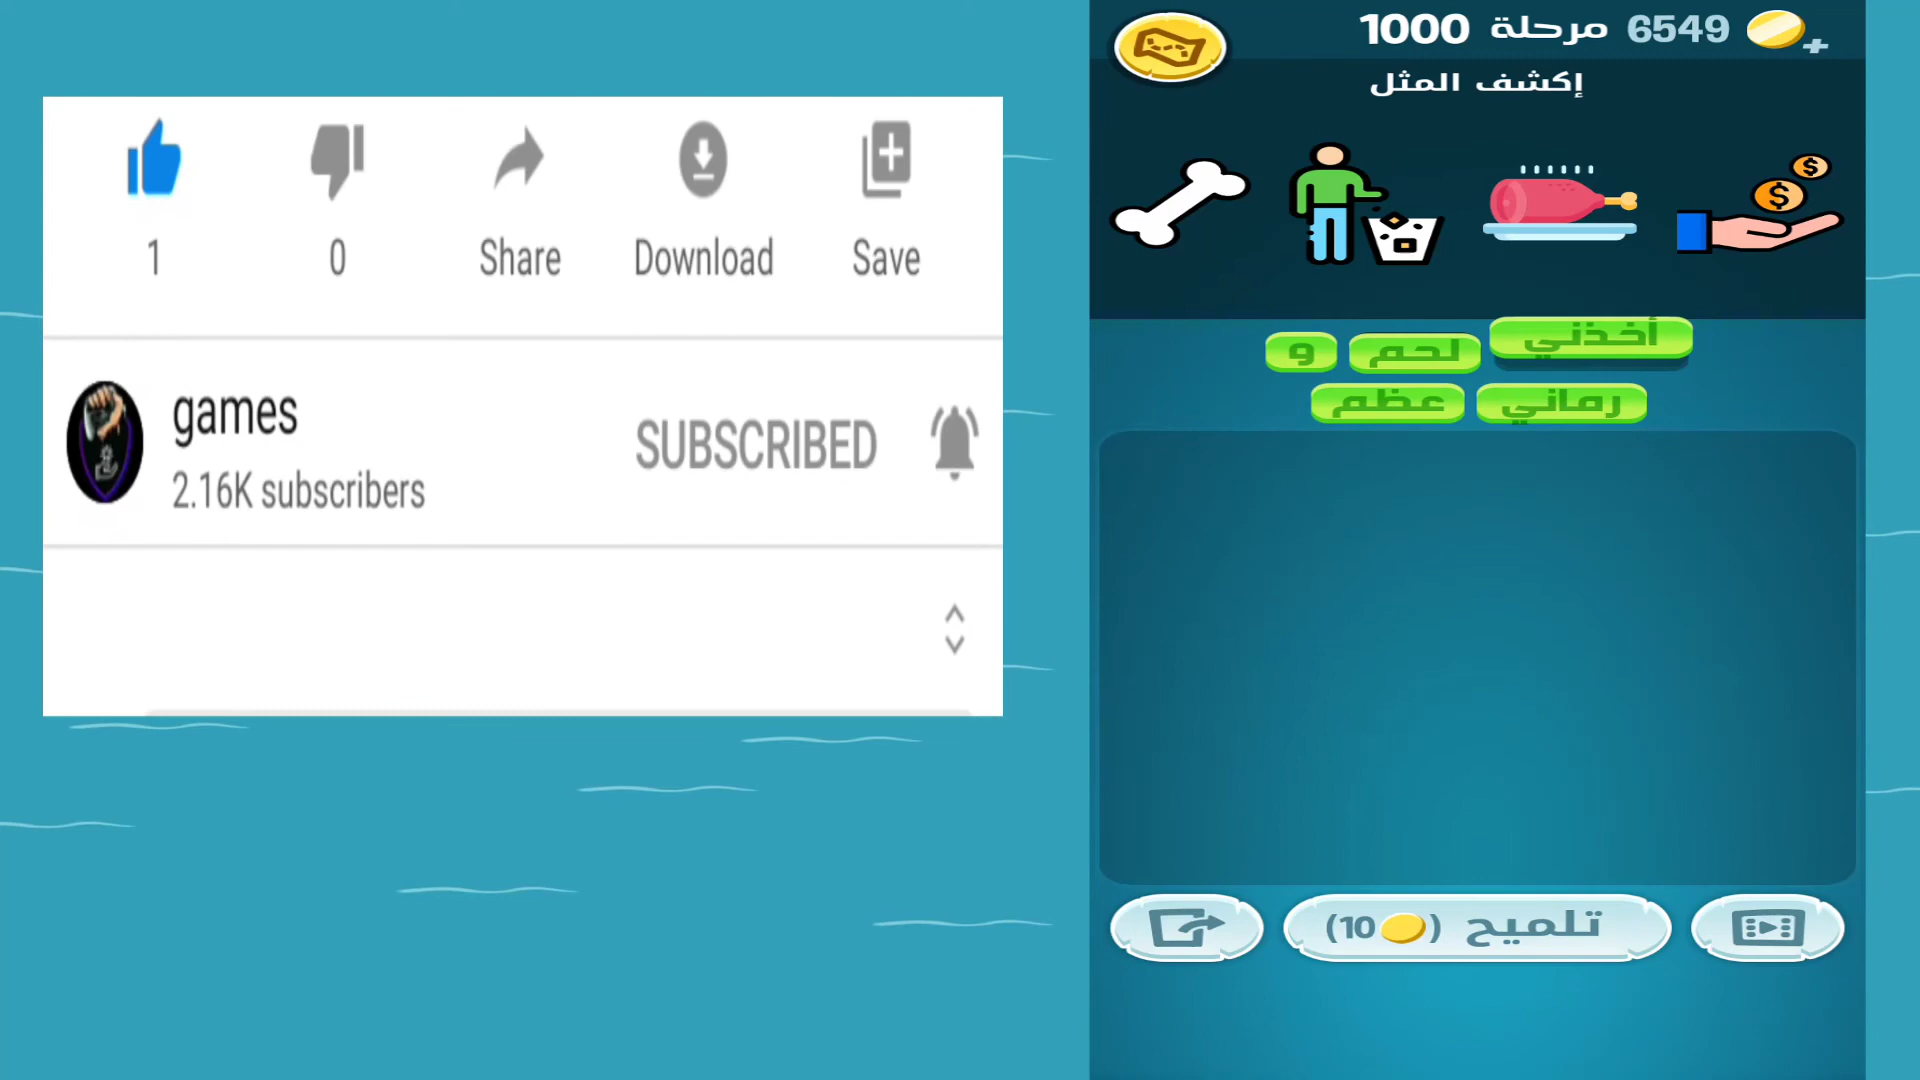 1
0
Share
Download
Save
games
2.16K subscribers
SUBSCRIBED
6549 مرحلة 1000
إكشف المثل
أخذني لحم و
رماني عظم
تلميح (10)